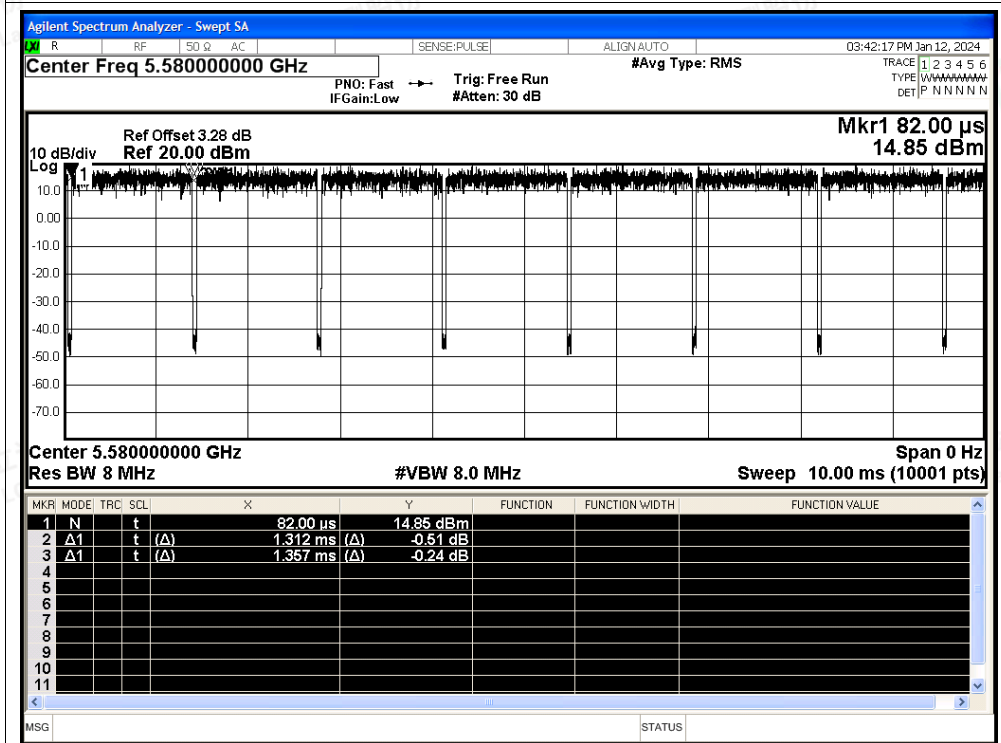 Agilent Spectrum Analyzer - Swept SA
LXI R RF 50 Ω AC SENSE:PULSE ALIGN AUTO 03:42:17 PM Jan 12, 2024
Center Freq 5.580000000 GHz #Avg Type: RMS TRACE 1 2 3 4 5 6
PNO: Fast Trig: Free Run TYPE WWWWWW
IFGain:Low #Atten: 30 dB DET P N N N N N
Ref Offset 3.28 dB Mkr1 82.00 µs
10 dB/div Ref 20.00 dBm 14.85 dBm
Log
1
10.0
0.00
-10.0
-20.0
-30.0
-40.0
-50.0
-60.0
-70.0
Center 5.580000000 GHz Span 0 Hz
Res BW 8 MHz #VBW 8.0 MHz Sweep 10.00 ms (10001 pts)
MKR MODE TRC SCL X Y FUNCTION FUNCTION WIDTH FUNCTION VALUE
1 N t 82.00 µs 14.85 dBm
2 Δ1 t (Δ) 1.312 ms (Δ) -0.51 dB
3 Δ1 t (Δ) 1.357 ms (Δ) -0.24 dB
4
5
6
7
8
9
10
11
MSG STATUS